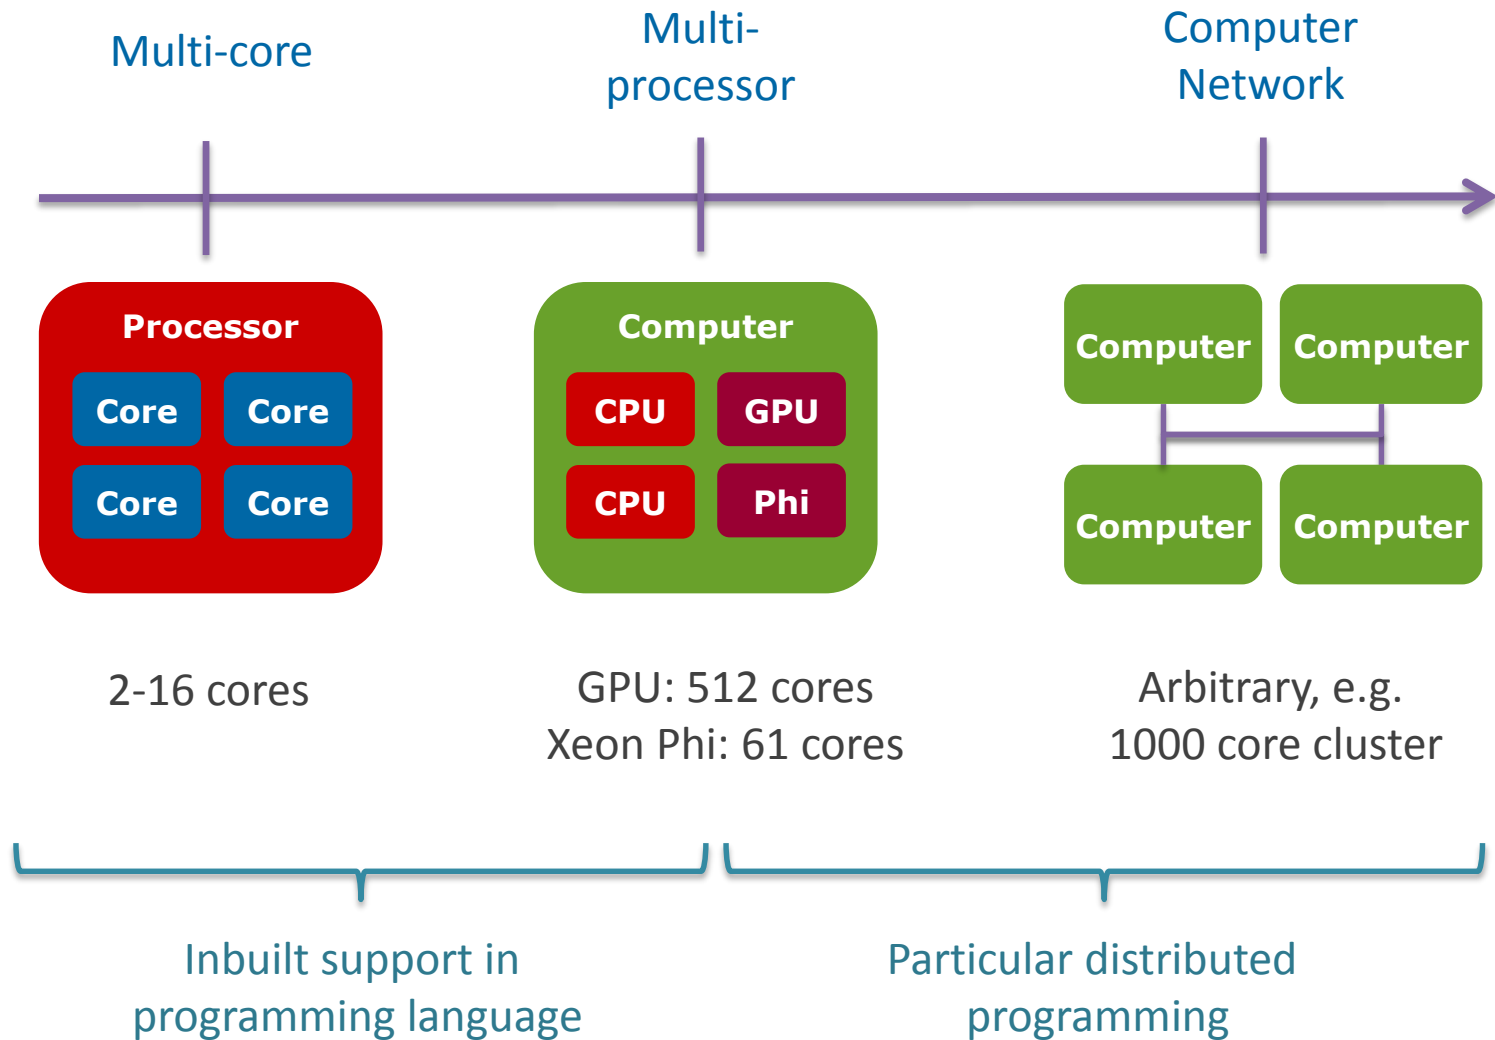 Multi-core
Multi-
processor
Computer
Network
Processor
Core Core
Core Core
Computer
CPU GPU
CPU Phi
Computer Computer
Computer Computer
2-16 cores
GPU: 512 cores
Xeon Phi: 61 cores
Arbitrary, e.g.
1000 core cluster
Inbuilt support in
programming language
Particular distributed
programming